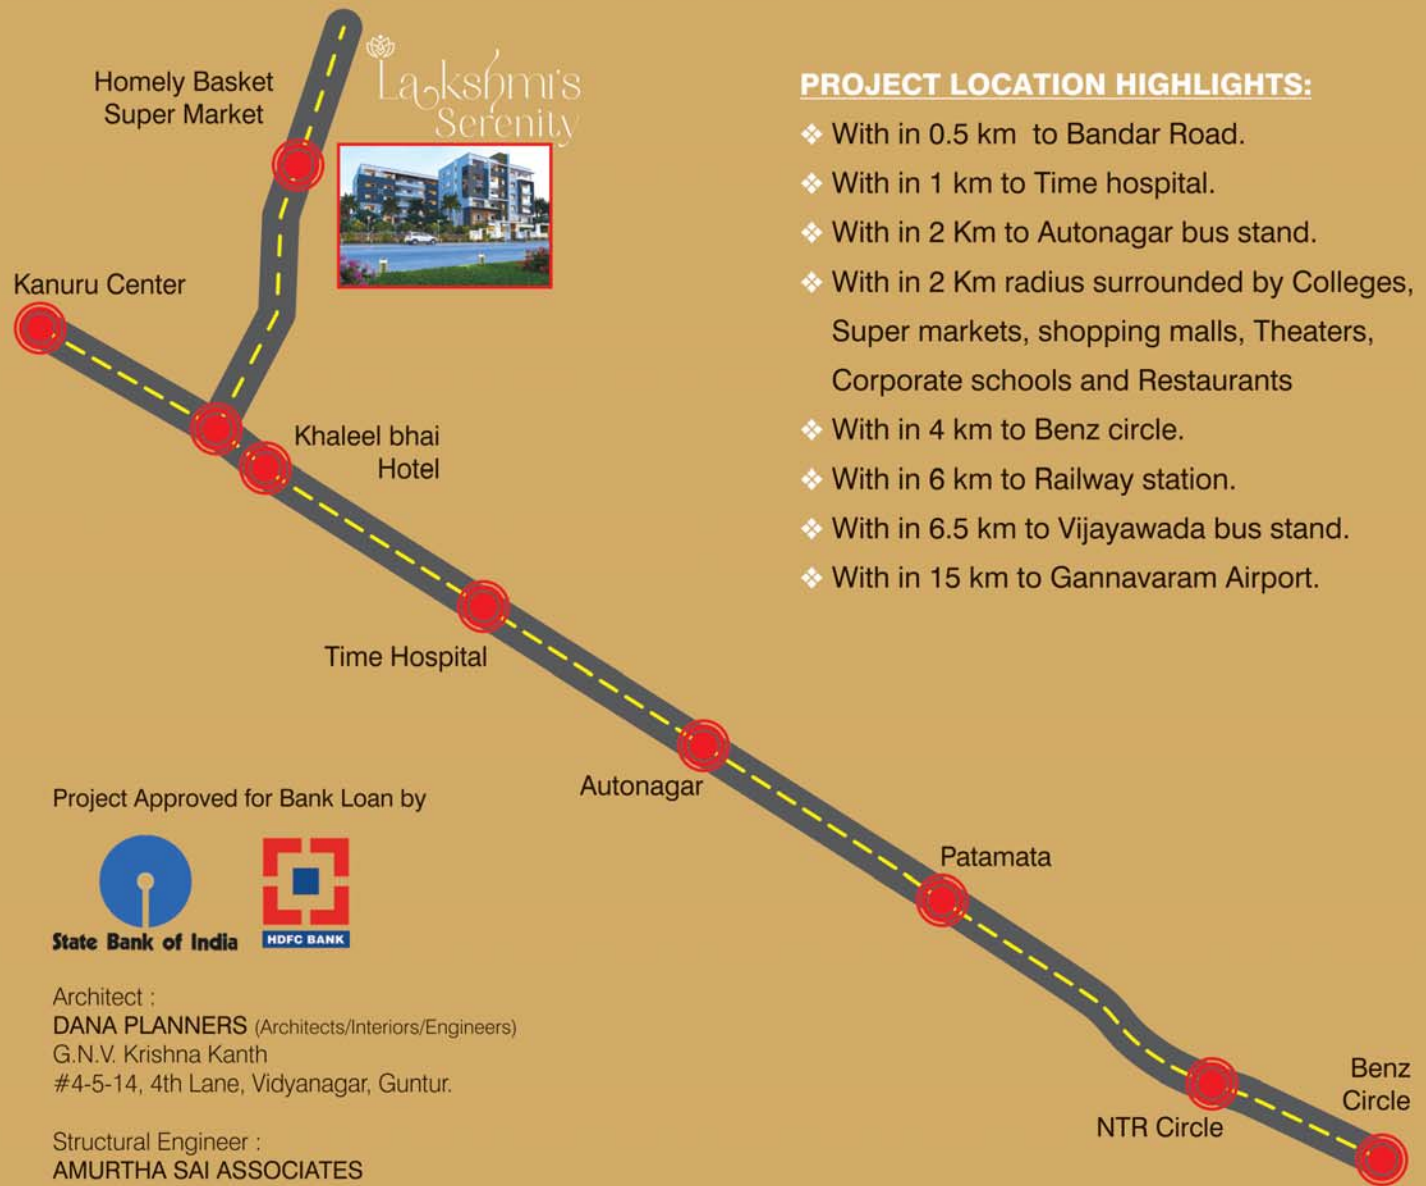 Homely Basket
Super Market
Lakshmi's
Serenity
Kanuru Center
Khaleel bhai
Hotel
Time Hospital
Autonagar
Patamata
NTR Circle
Benz
Circle
PROJECT LOCATION HIGHLIGHTS:
❖ With in 0.5 km to Bandar Road.
❖ With in 1 km to Time hospital.
❖ With in 2 Km to Autonagar bus stand.
❖ With in 2 Km radius surrounded by Colleges,
Super markets, shopping malls, Theaters,
Corporate schools and Restaurants
❖ With in 4 km to Benz circle.
❖ With in 6 km to Railway station.
❖ With in 6.5 km to Vijayawada bus stand.
❖ With in 15 km to Gannavaram Airport.
Project Approved for Bank Loan by
State Bank of India
HDFC BANK
Architect :
DANA PLANNERS (Architects/Interiors/Engineers)
G.N.V. Krishna Kanth
#4-5-14, 4th Lane, Vidyanagar, Guntur.
Structural Engineer :
AMURTHA SAI ASSOCIATES